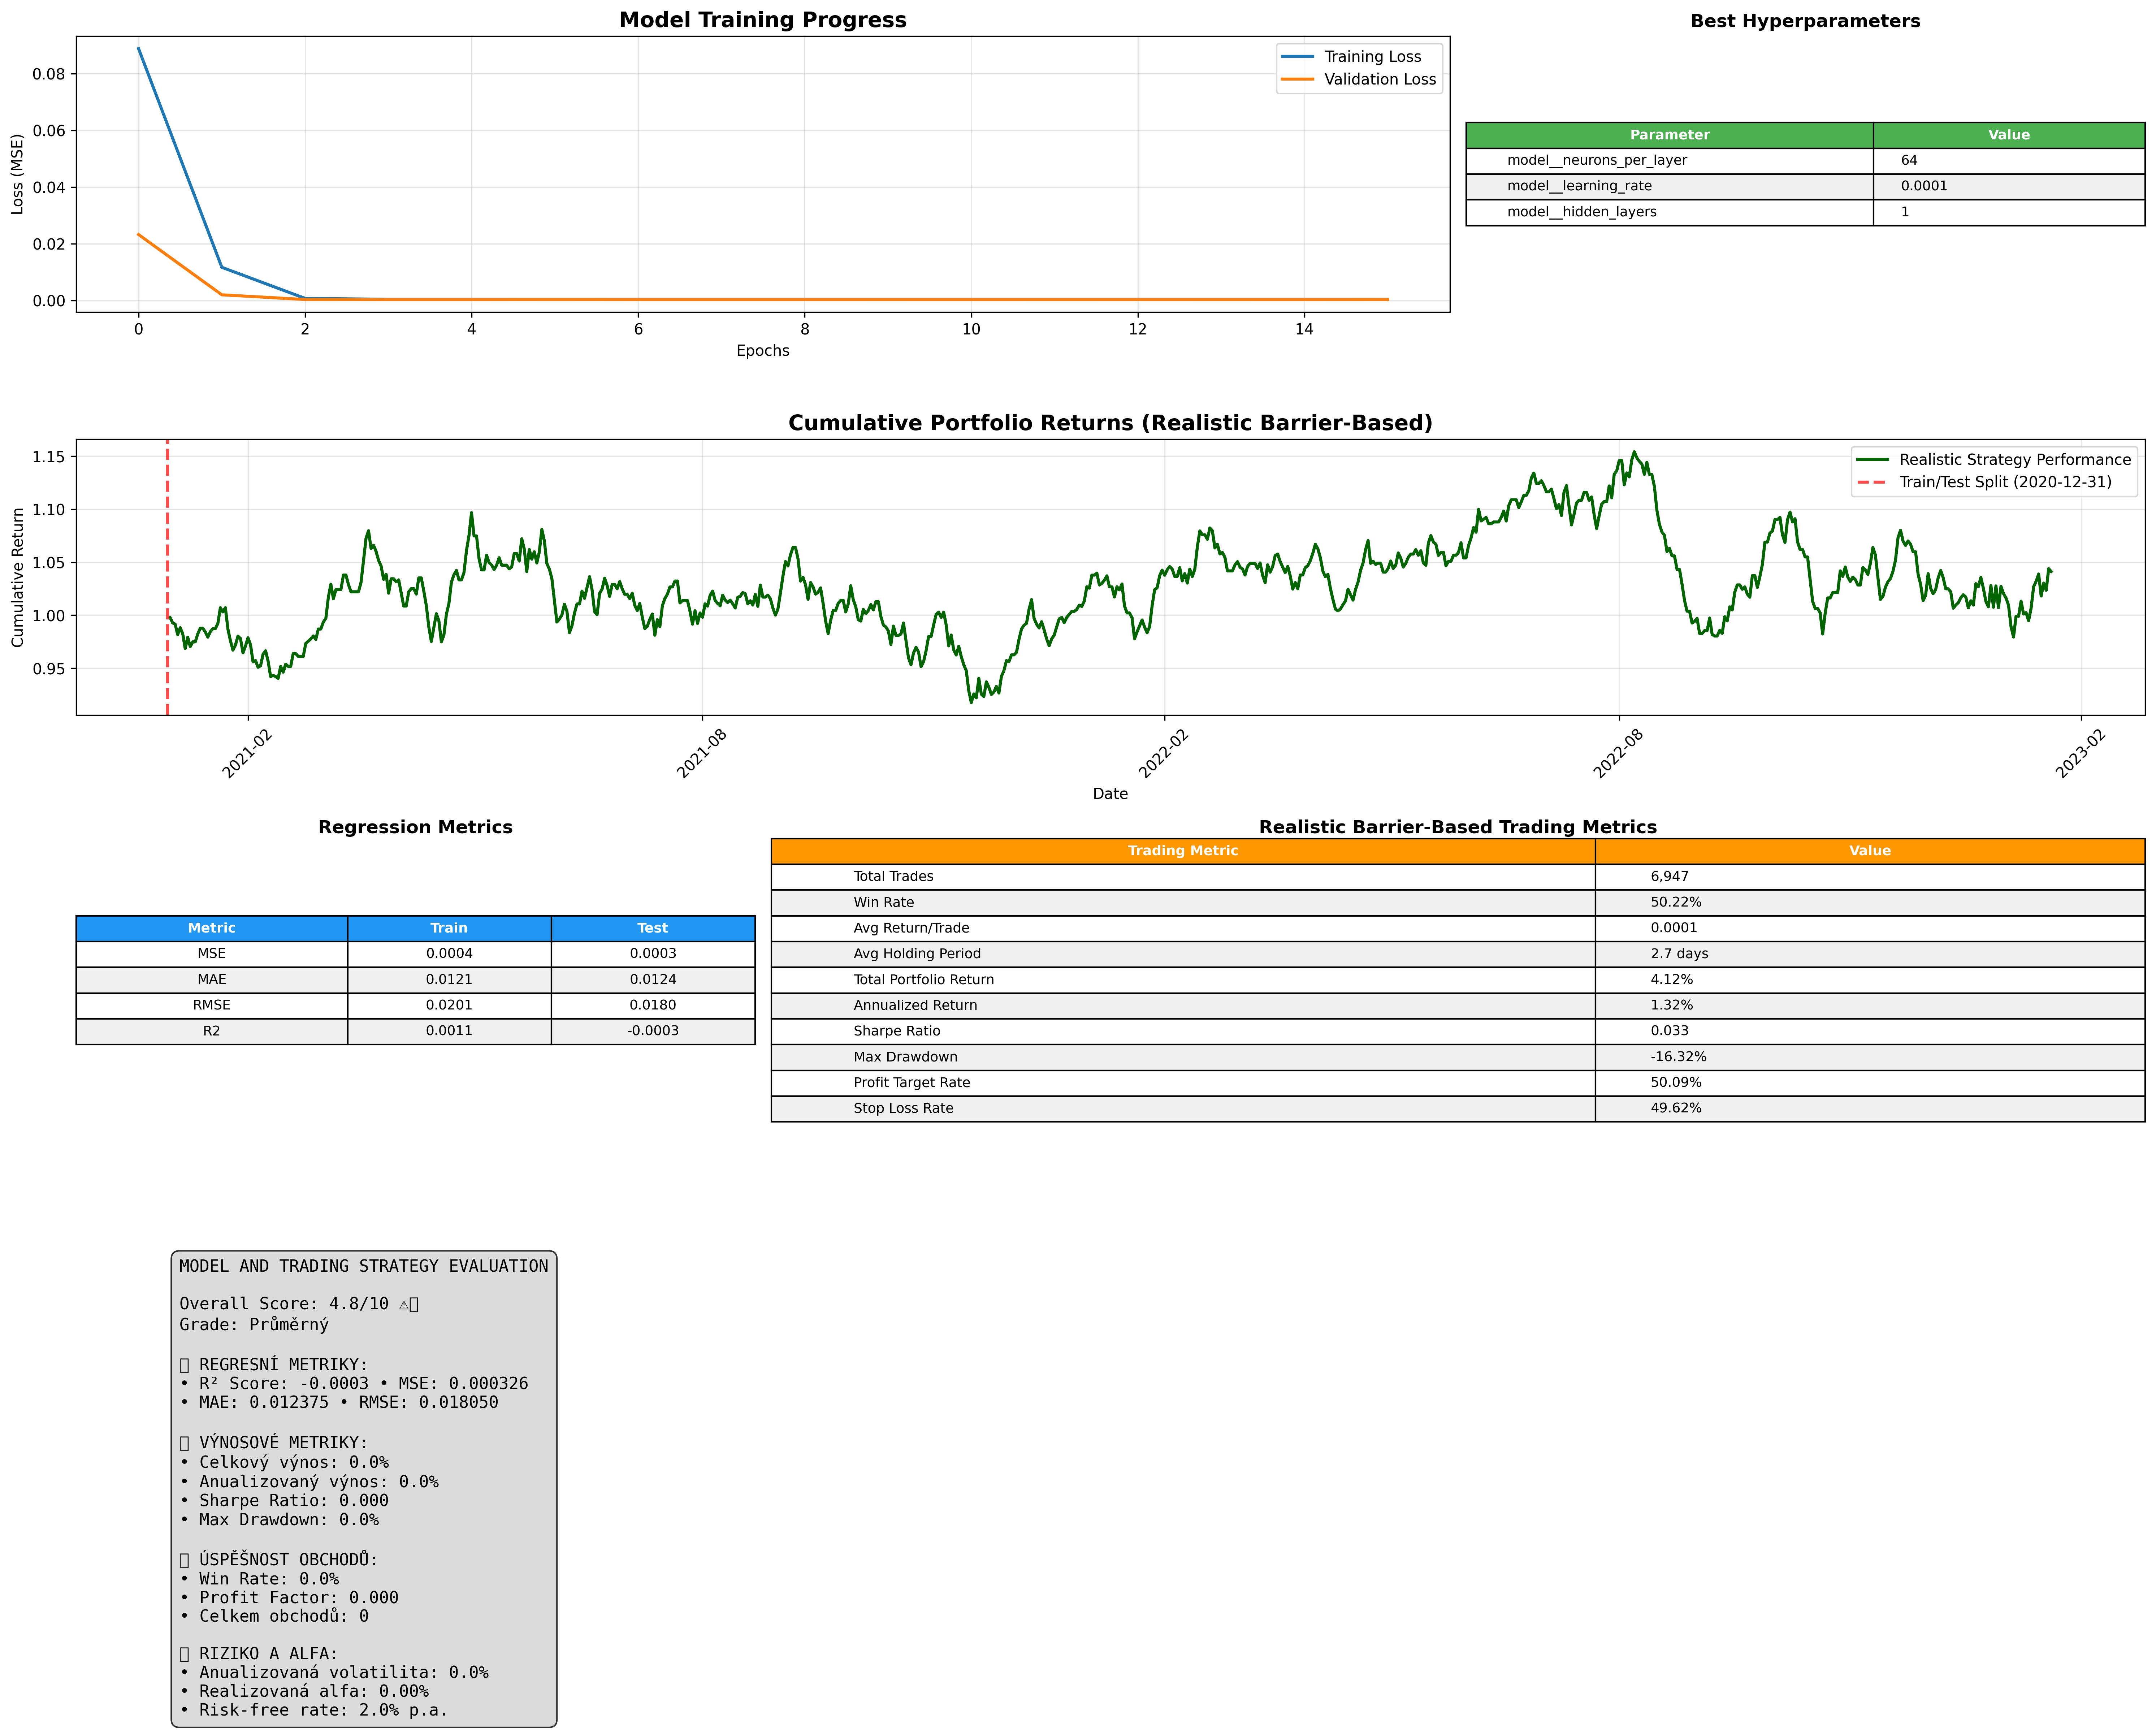 Model Training Progress
Loss (MSE)
0.08
0.06
0.04
0.02
0.00
Training Loss
Validation Loss
0 2 4 6 8 10 12 14
Epochs
Best Hyperparameters
Parameter Value
model__neurons_per_layer 64
model__learning_rate 0.0001
model__hidden_layers 1
Cumulative Portfolio Returns (Realistic Barrier-Based)
Cumulative Return
1.15
1.10
1.05
1.00
0.95
Realistic Strategy Performance
Train/Test Split (2020-12-31)
2021-02 2021-08 2022-02 2022-08 2023-02
Date
Regression Metrics
Metric Train Test
MSE 0.0004 0.0003
MAE 0.0121 0.0124
RMSE 0.0201 0.0180
R2 0.0011 -0.0003
Realistic Barrier-Based Trading Metrics
Trading Metric Value
Total Trades 6,947
Win Rate 50.22%
Avg Return/Trade 0.0001
Avg Holding Period 2.7 days
Total Portfolio Return 4.12%
Annualized Return 1.32%
Sharpe Ratio 0.033
Max Drawdown -16.32%
Profit Target Rate 50.09%
Stop Loss Rate 49.62%
MODEL AND TRADING STRATEGY EVALUATION
Overall Score: 4.8/10 ⚠▯
Grade: Průměrný
▯ REGRESNÍ METRIKY:
• R² Score: -0.0003 • MSE: 0.000326
• MAE: 0.012375 • RMSE: 0.018050
▯ VÝNOSOVÉ METRIKY:
• Celkový výnos: 0.0%
• Anualizovaný výnos: 0.0%
• Sharpe Ratio: 0.000
• Max Drawdown: 0.0%
▯ ÚSPĚŠNOST OBCHODŮ:
• Win Rate: 0.0%
• Profit Factor: 0.000
• Celkem obchodů: 0
▯ RIZIKO A ALFA:
• Anualizovaná volatilita: 0.0%
• Realizovaná alfa: 0.00%
• Risk-free rate: 2.0% p.a.